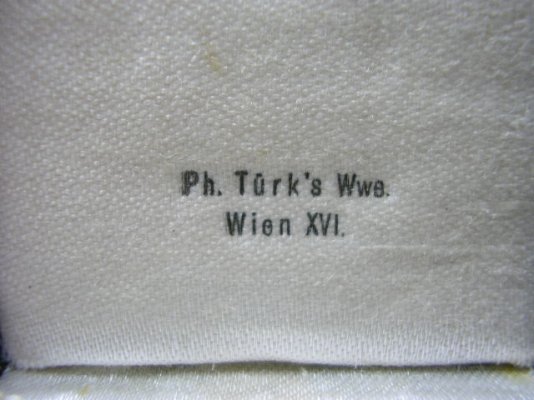 Ph. Türk's Wwe.
Wien XVI.